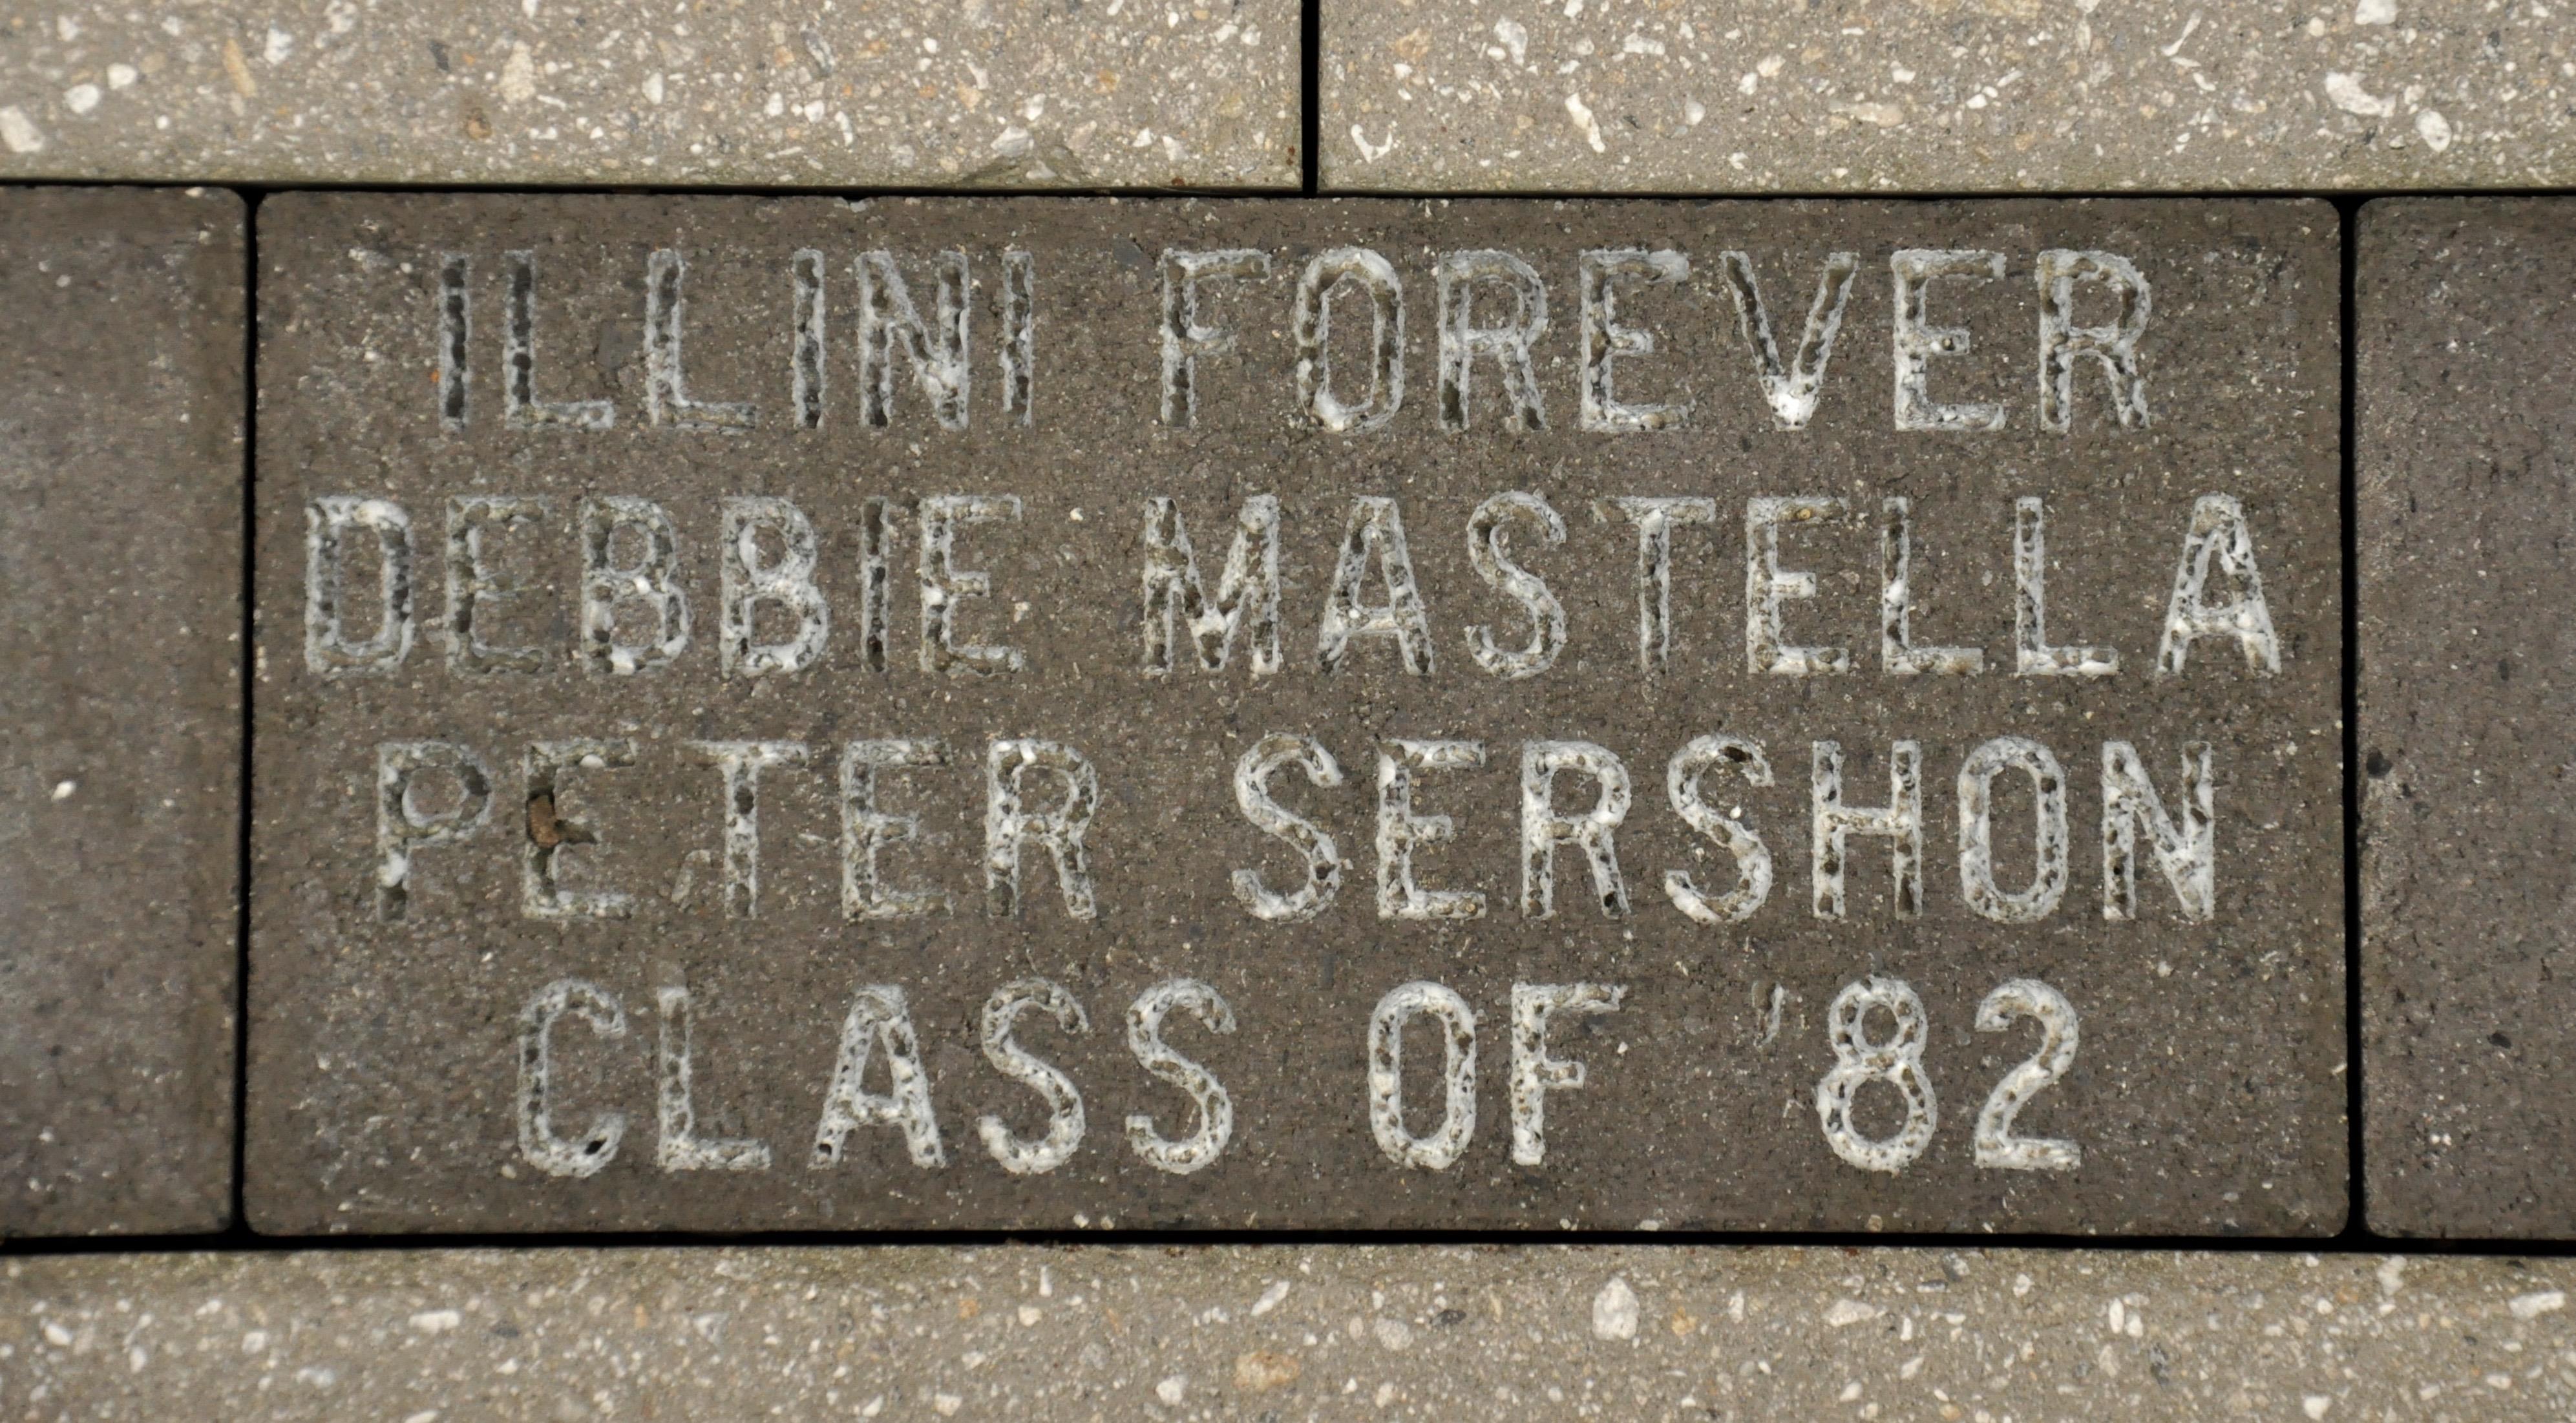 ILLINI FOREVER
DEBBIE MASTELLA
PETER SERSHON
CLASS OF '82